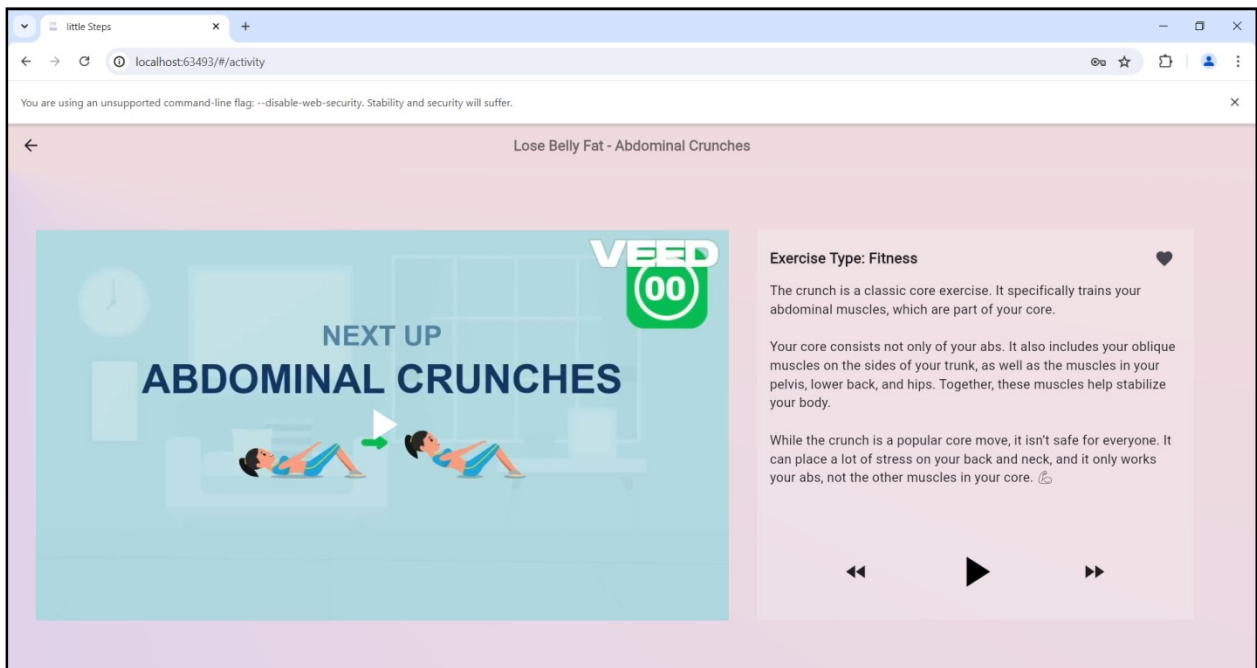 little Steps
localhost:63493/#/activity
You are using an unsupported command-line flag: --disable-web-security. Stability and security will suffer.
Lose Belly Fat - Abdominal Crunches
VEED
00
NEXT UP
ABDOMINAL CRUNCHES
Exercise Type: Fitness
The crunch is a classic core exercise. It specifically trains your
abdominal muscles, which are part of your core.
Your core consists not only of your abs. It also includes your oblique
muscles on the sides of your trunk, as well as the muscles in your
pelvis, lower back, and hips. Together, these muscles help stabilize
your body.
While the crunch is a popular core move, it isn't safe for everyone. It
can place a lot of stress on your back and neck, and it only works
your abs, not the other muscles in your core. 💪